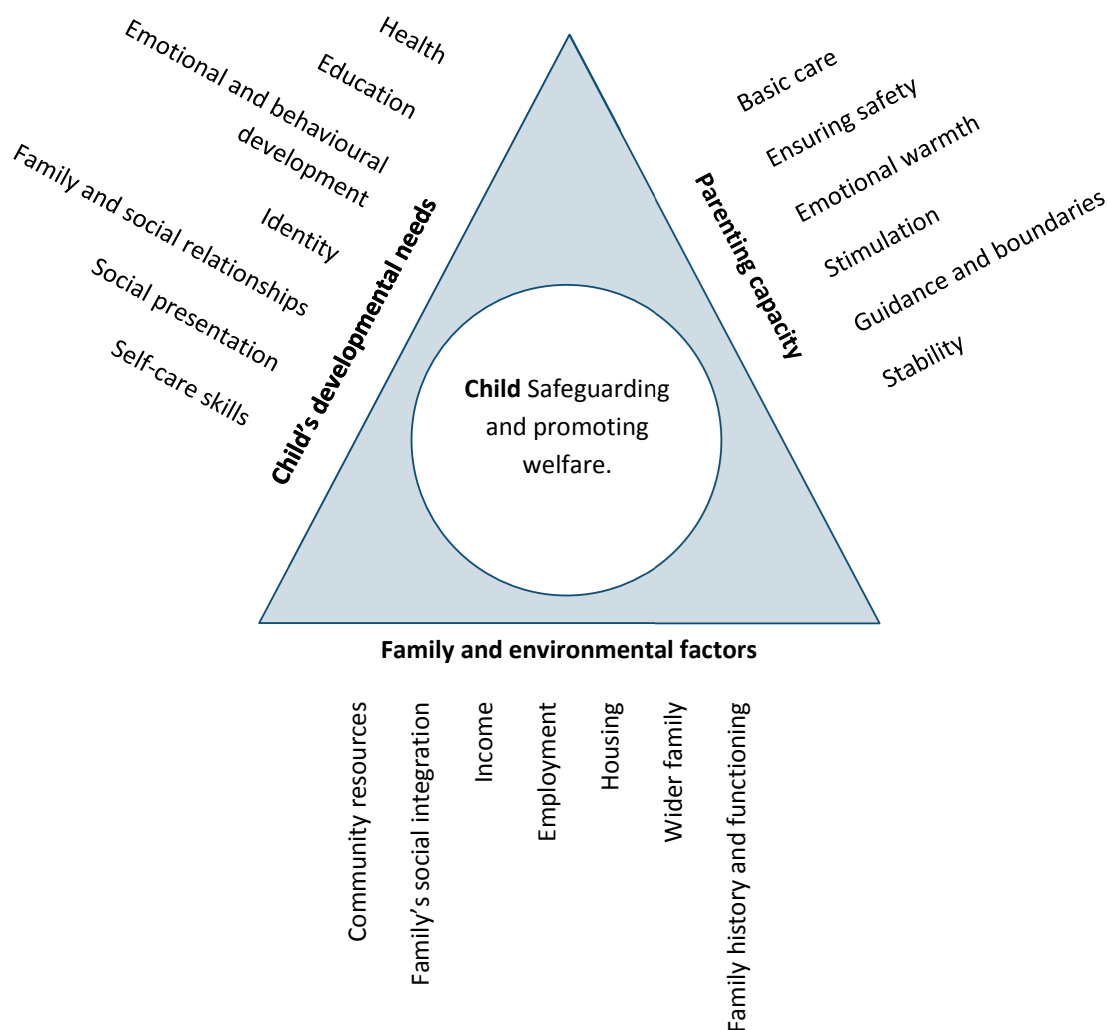 Health
Education
Emotional and behavioural
development
Identity
Family and social relationships
Social presentation
Self-care skills
Child's developmental needs
Basic care
Ensuring safety
Emotional warmth
Stimulation
Guidance and boundaries
Stability
Parenting capacity
Child Safeguarding
and promoting
welfare.
Family and environmental factors
Community resources
Family's social integration
Income
Employment
Housing
Wider family
Family history and functioning